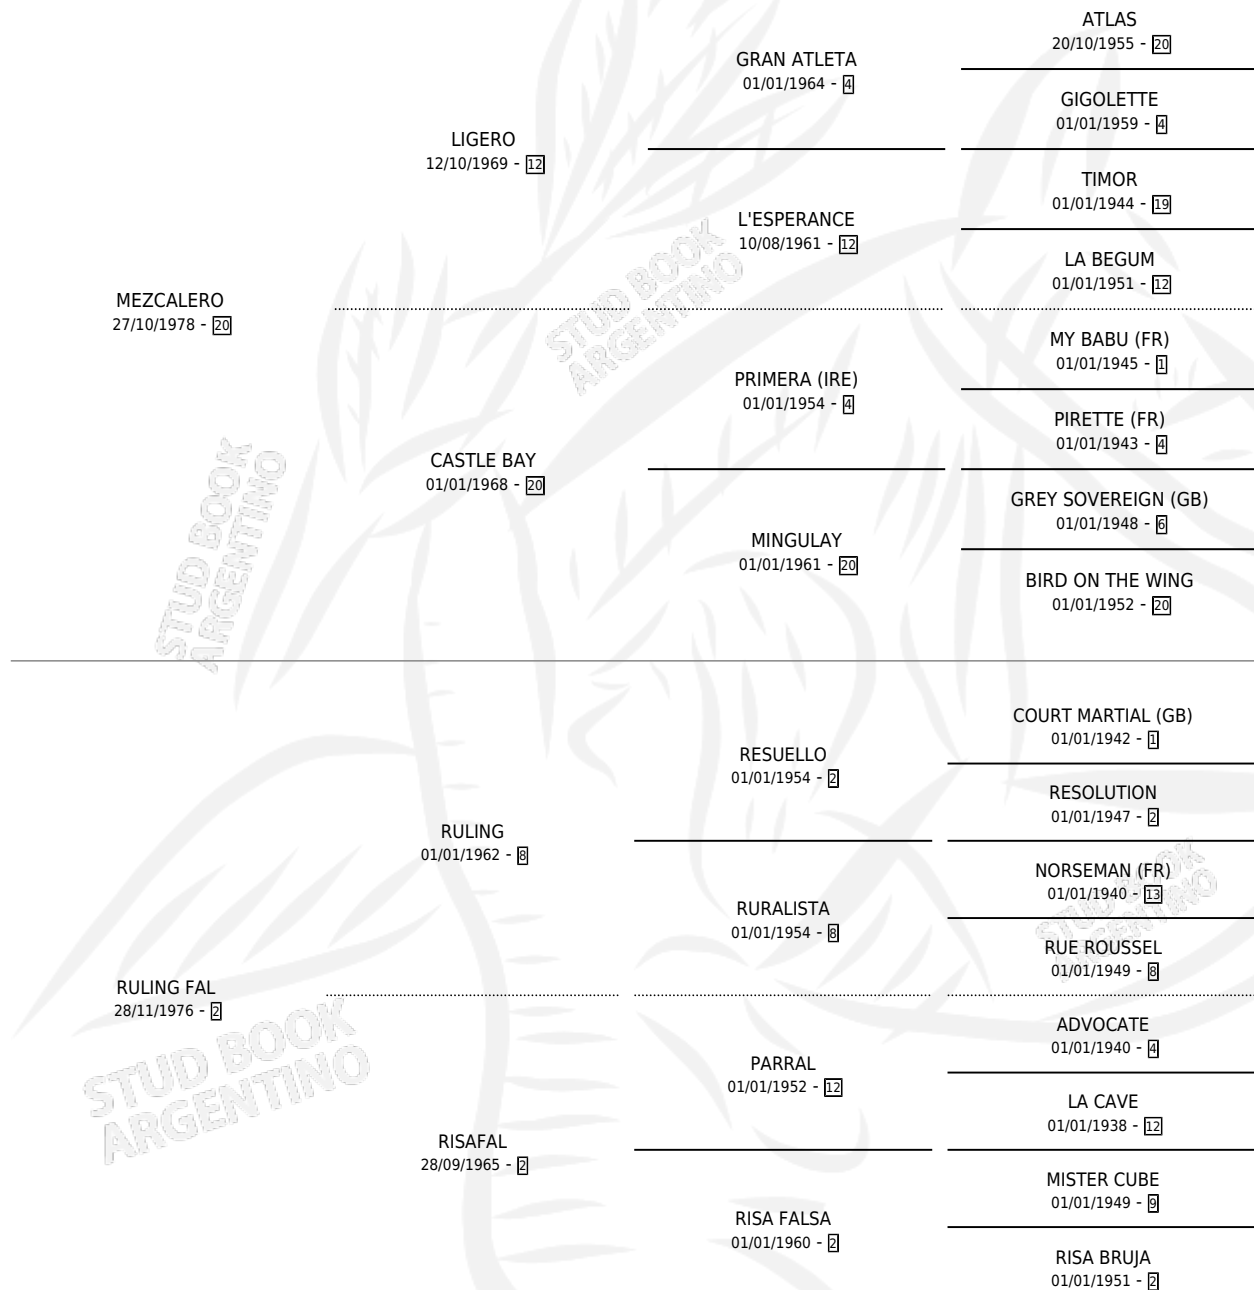 ATLAS
20/10/1955 - 20
GRAN ATLETA
01/01/1964 - 4
GIGOLETTE
01/01/1959 - 4
LIGERO
12/10/1969 - 12
TIMOR
01/01/1944 - 19
L'ESPERANCE
10/08/1961 - 12
LA BEGUM
01/01/1951 - 12
MEZCALERO
27/10/1978 - 20
MY BABU (FR)
01/01/1945 - 1
PRIMERA (IRE)
01/01/1954 - 4
PIRETTE (FR)
01/01/1943 - 4
CASTLE BAY
01/01/1968 - 20
GREY SOVEREIGN (GB)
01/01/1948 - 6
MINGULAY
01/01/1961 - 20
BIRD ON THE WING
01/01/1952 - 20
STUD BOOK
ARGENTINO
STUD BOOK
ARGENTINO
COURT MARTIAL (GB)
01/01/1942 - 1
RESUELLO
01/01/1954 - 2
RESOLUTION
01/01/1947 - 2
RULING
01/01/1962 - 8
NORSEMAN (FR)
01/01/1940 - 13
RURALISTA
01/01/1954 - 8
RUE ROUSSEL
01/01/1949 - 8
STUD BOOK
ARGENTINO
RULING FAL
28/11/1976 - 2
ADVOCATE
01/01/1940 - 4
PARRAL
01/01/1952 - 12
LA CAVE
01/01/1938 - 12
RISAFAL
28/09/1965 - 2
MISTER CUBE
01/01/1949 - 9
RISA FALSA
01/01/1960 - 2
RISA BRUJA
01/01/1951 - 2
STUD BOOK
ARGENTINO